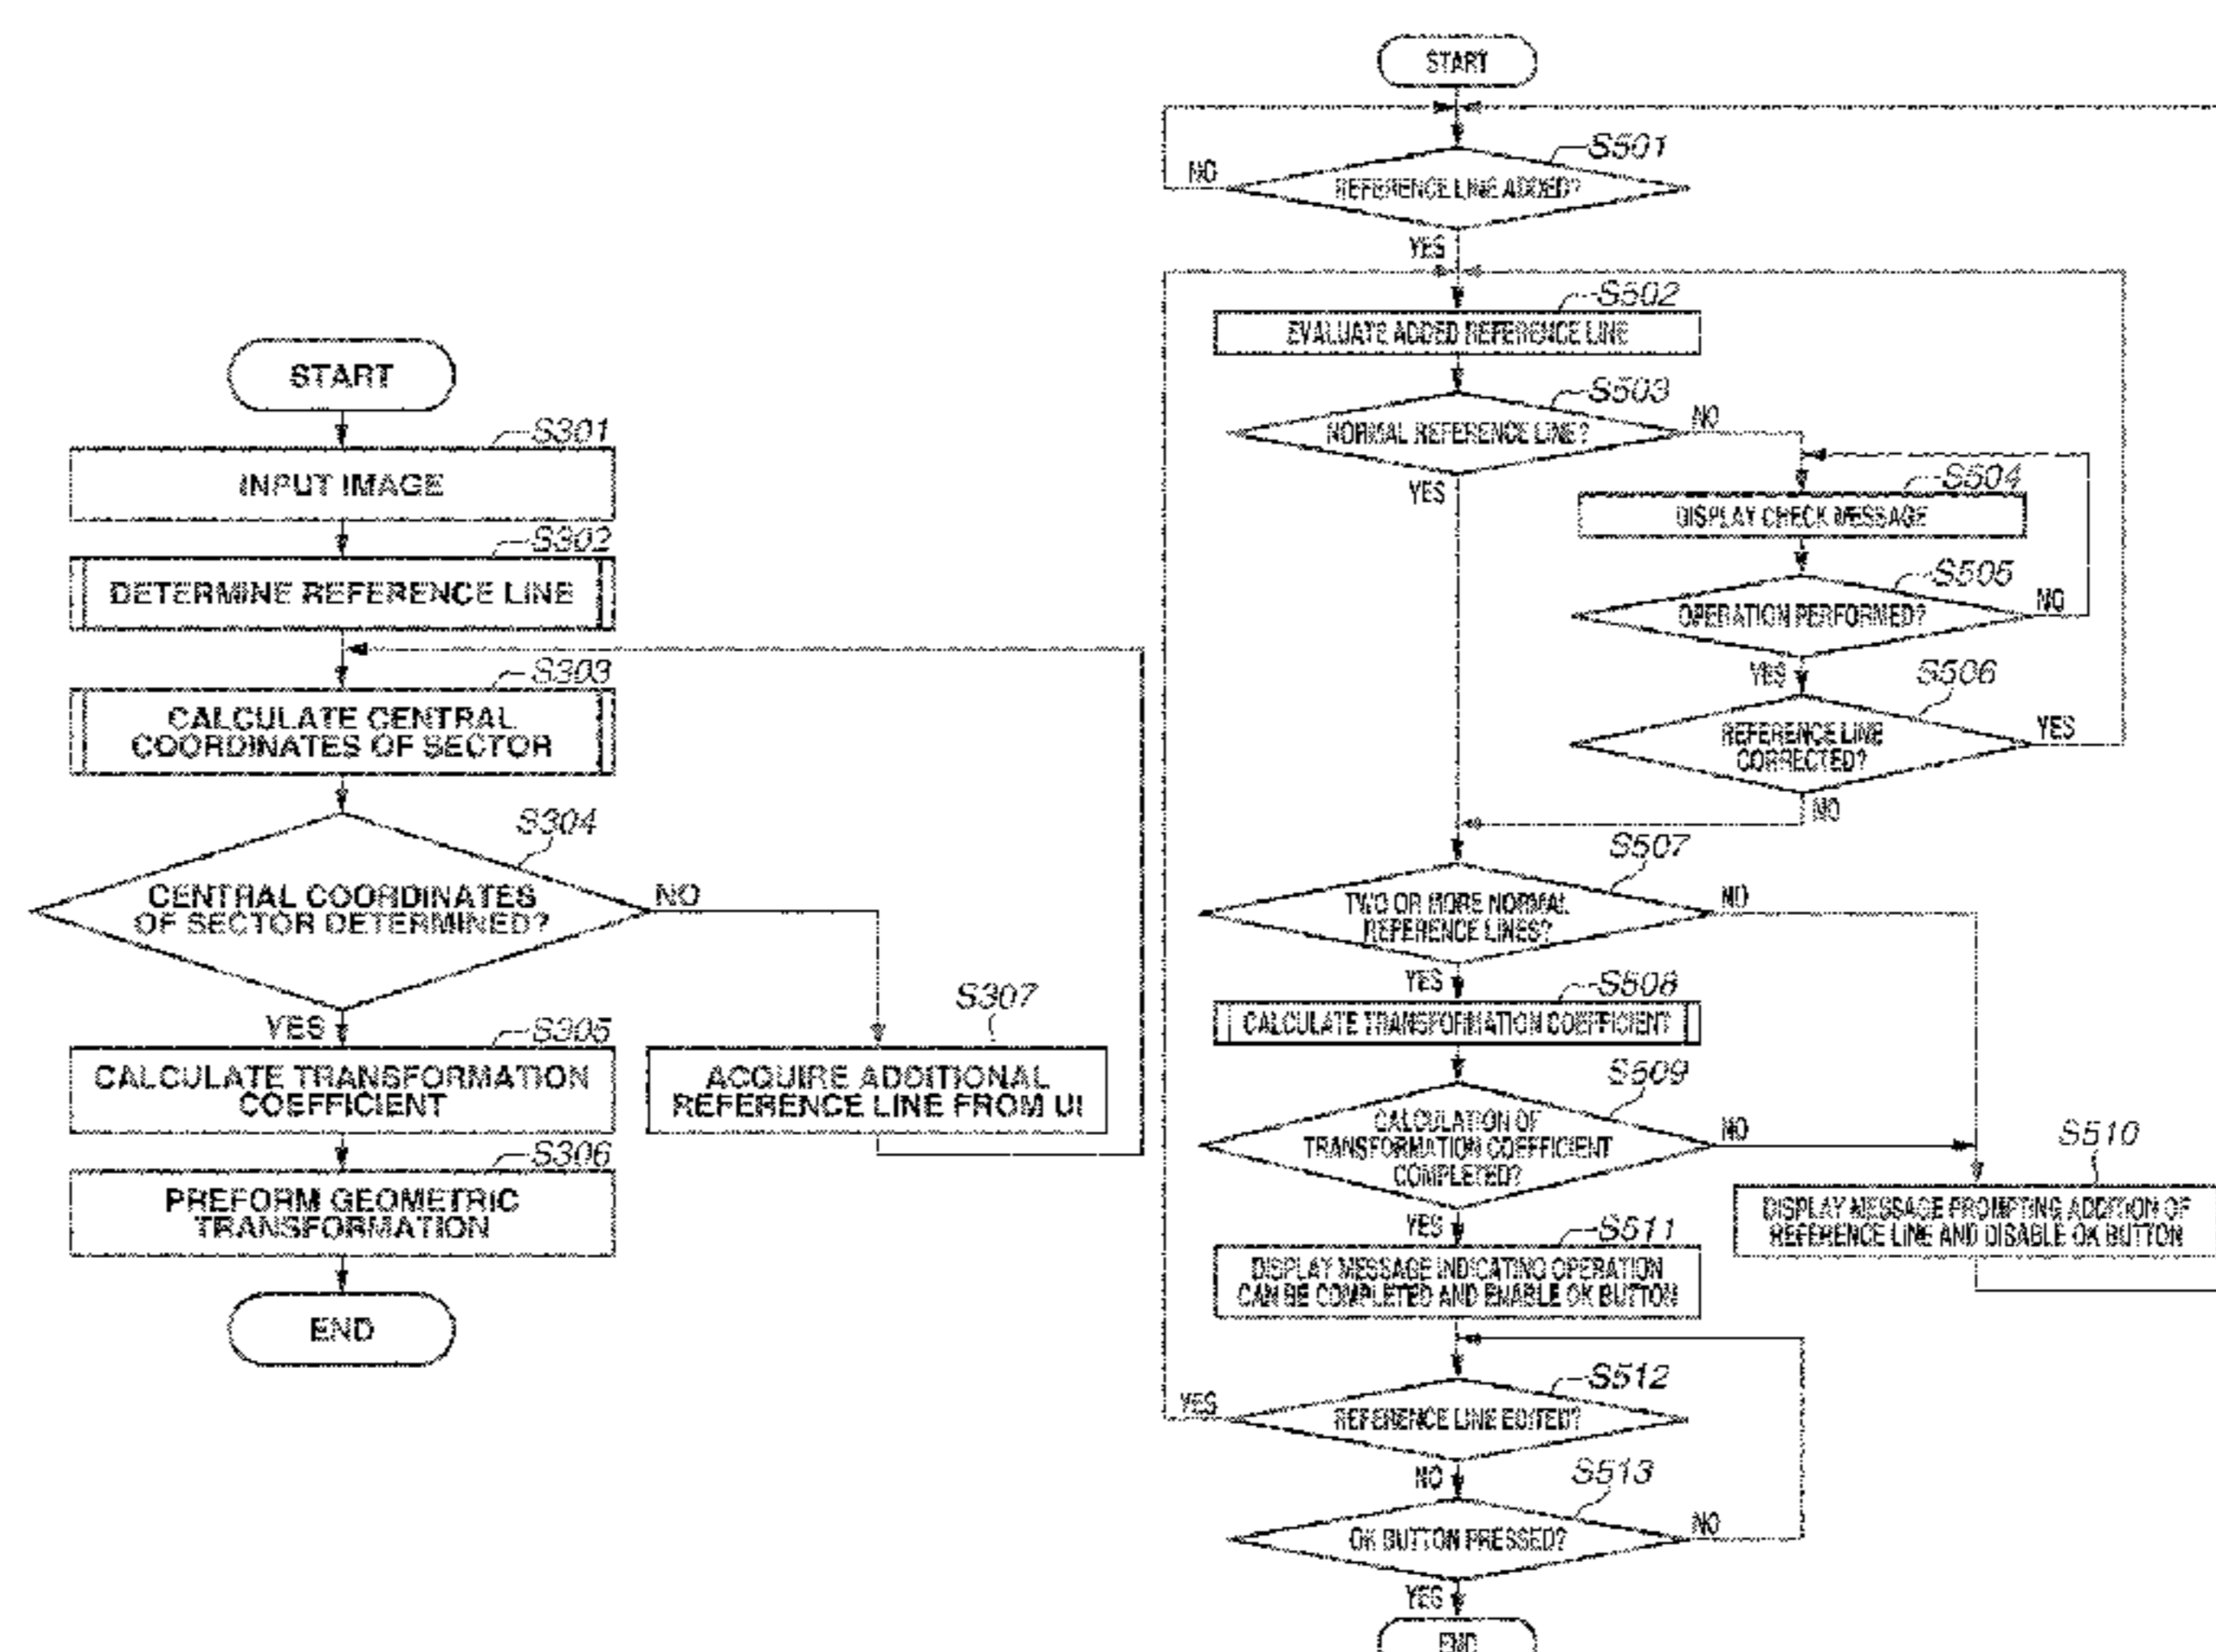 START
S301
INPUT IMAGE
S302
DETERMINE REFERENCE LINE
S303
CALCULATE CENTRAL
COORDINATES OF SECTOR
S304
CENTRAL COORDINATES
OF SECTOR DETERMINED?
NO
YES
S305
CALCULATE TRANSFORMATION
COEFFICIENT
S307
ACQUIRE ADDITIONAL
REFERENCE LINE FROM UI
S306
PREFORM GEOMETRIC
TRANSFORMATION
END
START
S501
REFERENCE LINE ADDED?
NO
YES
S502
EVALUATE ADDED REFERENCE LINE
S503
NORMAL REFERENCE LINE?
NO
YES
S504
DISPLAY CHECK MESSAGE
S505
OPERATION PERFORMED?
NO
YES
S506
REFERENCE LINE
CORRECTED?
YES
NO
S507
TWO OR MORE NORMAL
REFERENCE LINES?
NO
YES
S508
CALCULATE TRANSFORMATION COEFFICIENT
S509
CALCULATION OF
TRANSFORMATION COEFFICIENT
COMPLETED?
NO
YES
S510
DISPLAY MESSAGE PROMPTING ADDITION OF
REFERENCE LINE AND DISABLE OK BUTTON
S511
DISPLAY MESSAGE INDICATING OPERATION
CAN BE COMPLETED AND ENABLE OK BUTTON
S512
REFERENCE LINE EDITED?
YES
NO
S513
OK BUTTON PRESSED?
NO
YES
END